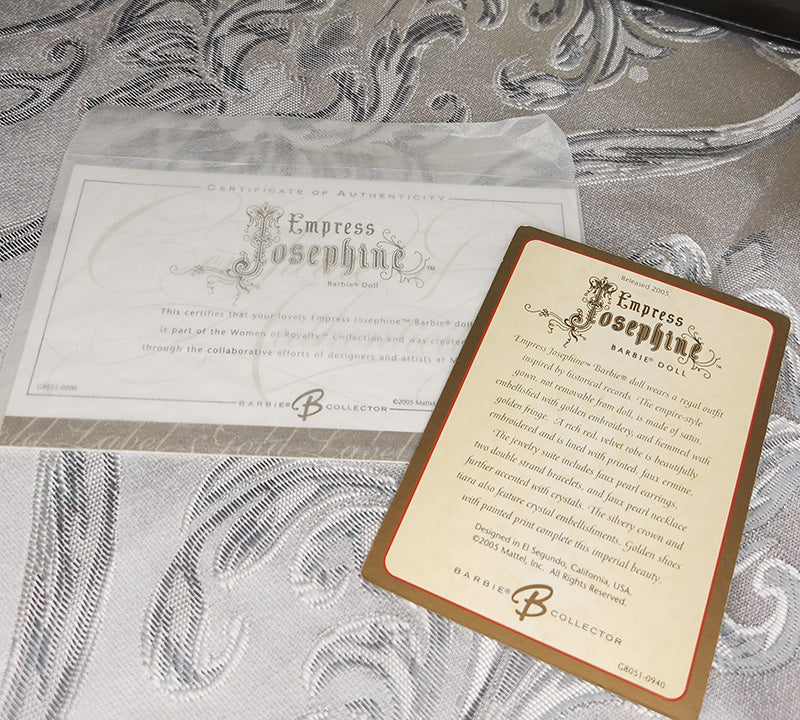 CERTIFICATE OF AUTHENTICITY
Empress
Josephine™
Barbie® Doll
This certifies that your lovely Empress Josephine™ Barbie® doll
is part of the Women of Royalty™ Collection and was created
through the collaborative efforts of designers and artists at
G8051-0900
BARBIE® B COLLECTOR
©2005 Mattel
Gold Label
Released 2005.
Empress
Josephine™
BARBIE® DOLL
Empress Josephine™ Barbie® doll wears a regal outfit
inspired by historical records. The empire-style
gown, not removable from doll, is made of satin,
embellished with golden embroidery, and hemmed with
golden fringe. A rich red, velvet robe is beautifully
embroidered and is lined with printed, faux ermine.
The jewelry suite includes faux pearl earrings,
two double strand bracelets, and faux pearl necklace
further accented with crystals. The silvery crown and
tiara also feature crystal embellishments. Golden shoes
with painted print complete this imperial beauty.
Designed in El Segundo, California, USA.
©2005 Mattel, Inc. All Rights Reserved.
BARBIE® B COLLECTOR
G8051-0940